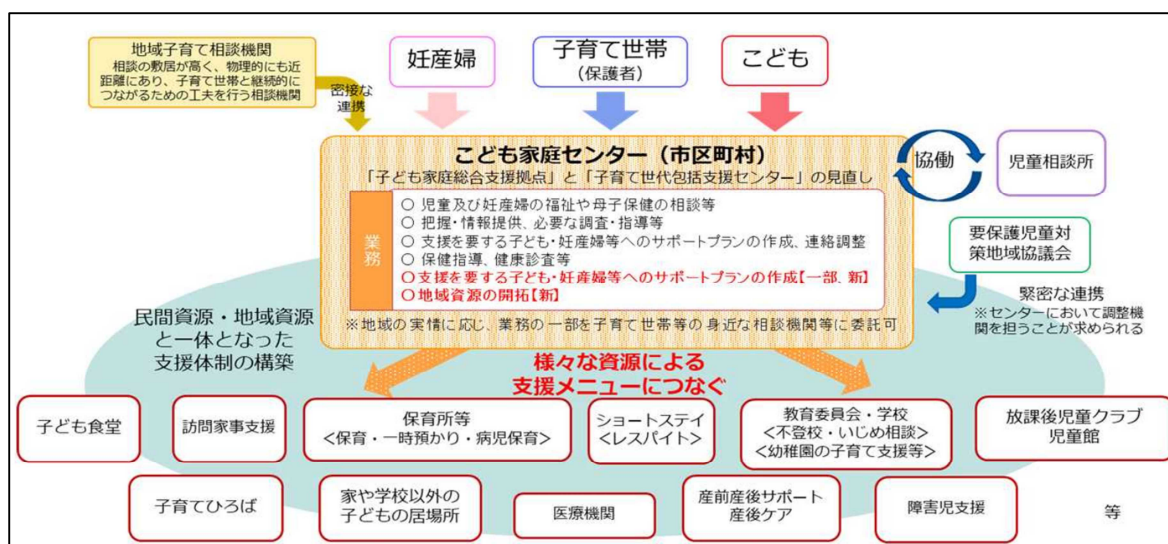 地域子育て相談機関
相談の敷居が高く、物理的にも近
距離にあり、子育て世帯と継続的に
つながるための工夫を行う相談機関
密接な
連携
妊産婦
子育て世帯
（保護者）
こども
こども家庭センター（市区町村）
「子ども家庭総合支援拠点」と「子育て世代包括支援センター」の見直し
業務
○ 児童及び妊産婦の福祉や母子保健の相談等
○ 把握・情報提供、必要な調査・指導等
○ 支援を要する子ども・妊産婦等へのサポートプランの作成、連絡調整
○ 保健指導、健康診査等
○支援を要する子ども・妊産婦等へのサポートプランの作成【一部、新】
○地域資源の開拓【新】
※地域の実情に応じ、業務の一部を子育て世帯等の身近な相談機関等に委託可
協働
児童相談所
要保護児童対
策地域協議会
緊密な連携
※センターにおいて調整機
関を担うことが求められる
民間資源・地域資源
と一体となった
支援体制の構築
様々な資源による
支援メニューにつなぐ
子ども食堂
訪問家事支援
保育所等
<保育・一時預かり・病児保育>
ショートステイ
<レスパイト>
教育委員会・学校
<不登校・いじめ相談>
<幼稚園の子育て支援等>
放課後児童クラブ
児童館
子育てひろば
家や学校以外の
子どもの居場所
医療機関
産前産後サポート
産後ケア
障害児支援
等